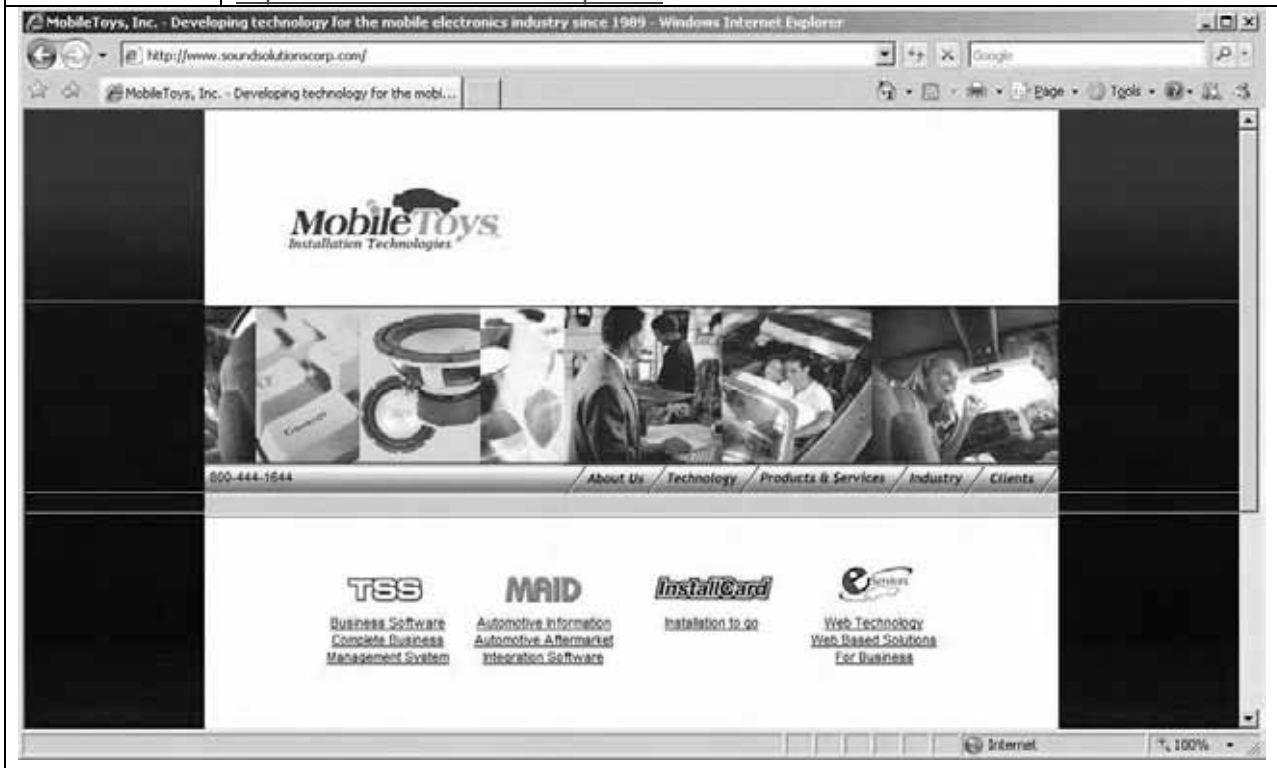 MobileToys, Inc. - Developing technology for the mobile electronics industry since 1989 - Windows Internet Explorer
http://www.soundsolutionscorp.com/
Google
MobileToys, Inc. - Developing technology for the mobi...
Page
Tools
MobileToys
Installation Technologies
Control
800-444-1644
About Us
Technology
Products & Services
Industry
Clients
TSS
MAID
InstallCard
eServices
Business Software
Complete Business
Management System
Automotive Information
Automotive Aftermarket
Integration Software
Installation to go
Web Technology
Web Based Solutions
For Business
Internet
100%